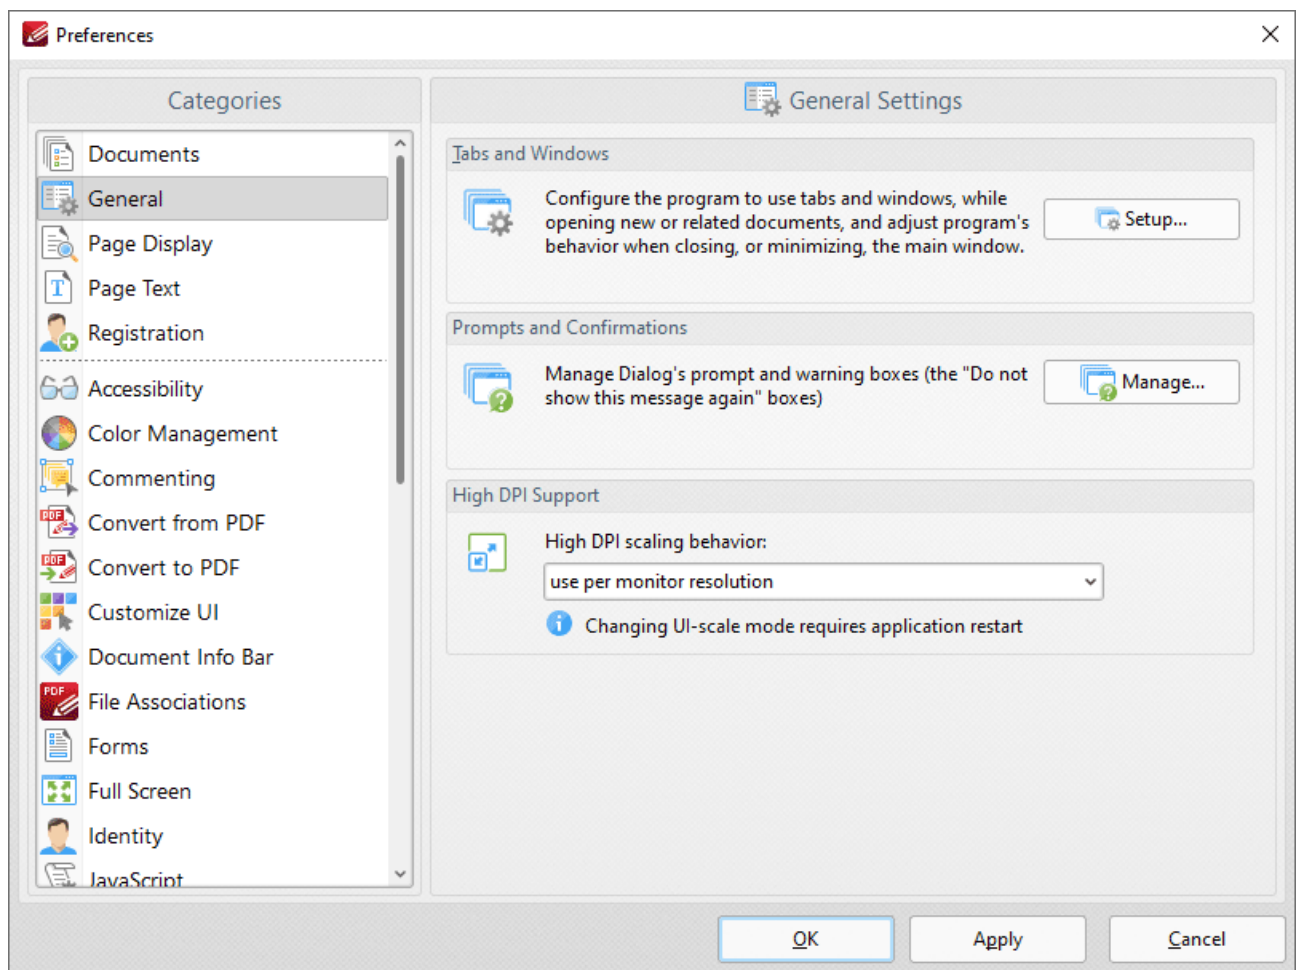 Preferences
Categories
Documents
General
Page Display
Page Text
Registration
Accessibility
Color Management
Commenting
Convert from PDF
Convert to PDF
Customize UI
Document Info Bar
File Associations
Forms
Full Screen
Identity
JavaScript
General Settings
Tabs and Windows
Configure the program to use tabs and windows, while
opening new or related documents, and adjust program's
behavior when closing, or minimizing, the main window.
Setup...
Prompts and Confirmations
Manage Dialog's prompt and warning boxes (the "Do not
show this message again" boxes)
Manage...
High DPI Support
High DPI scaling behavior:
use per monitor resolution
Changing UI-scale mode requires application restart
OK
Apply
Cancel